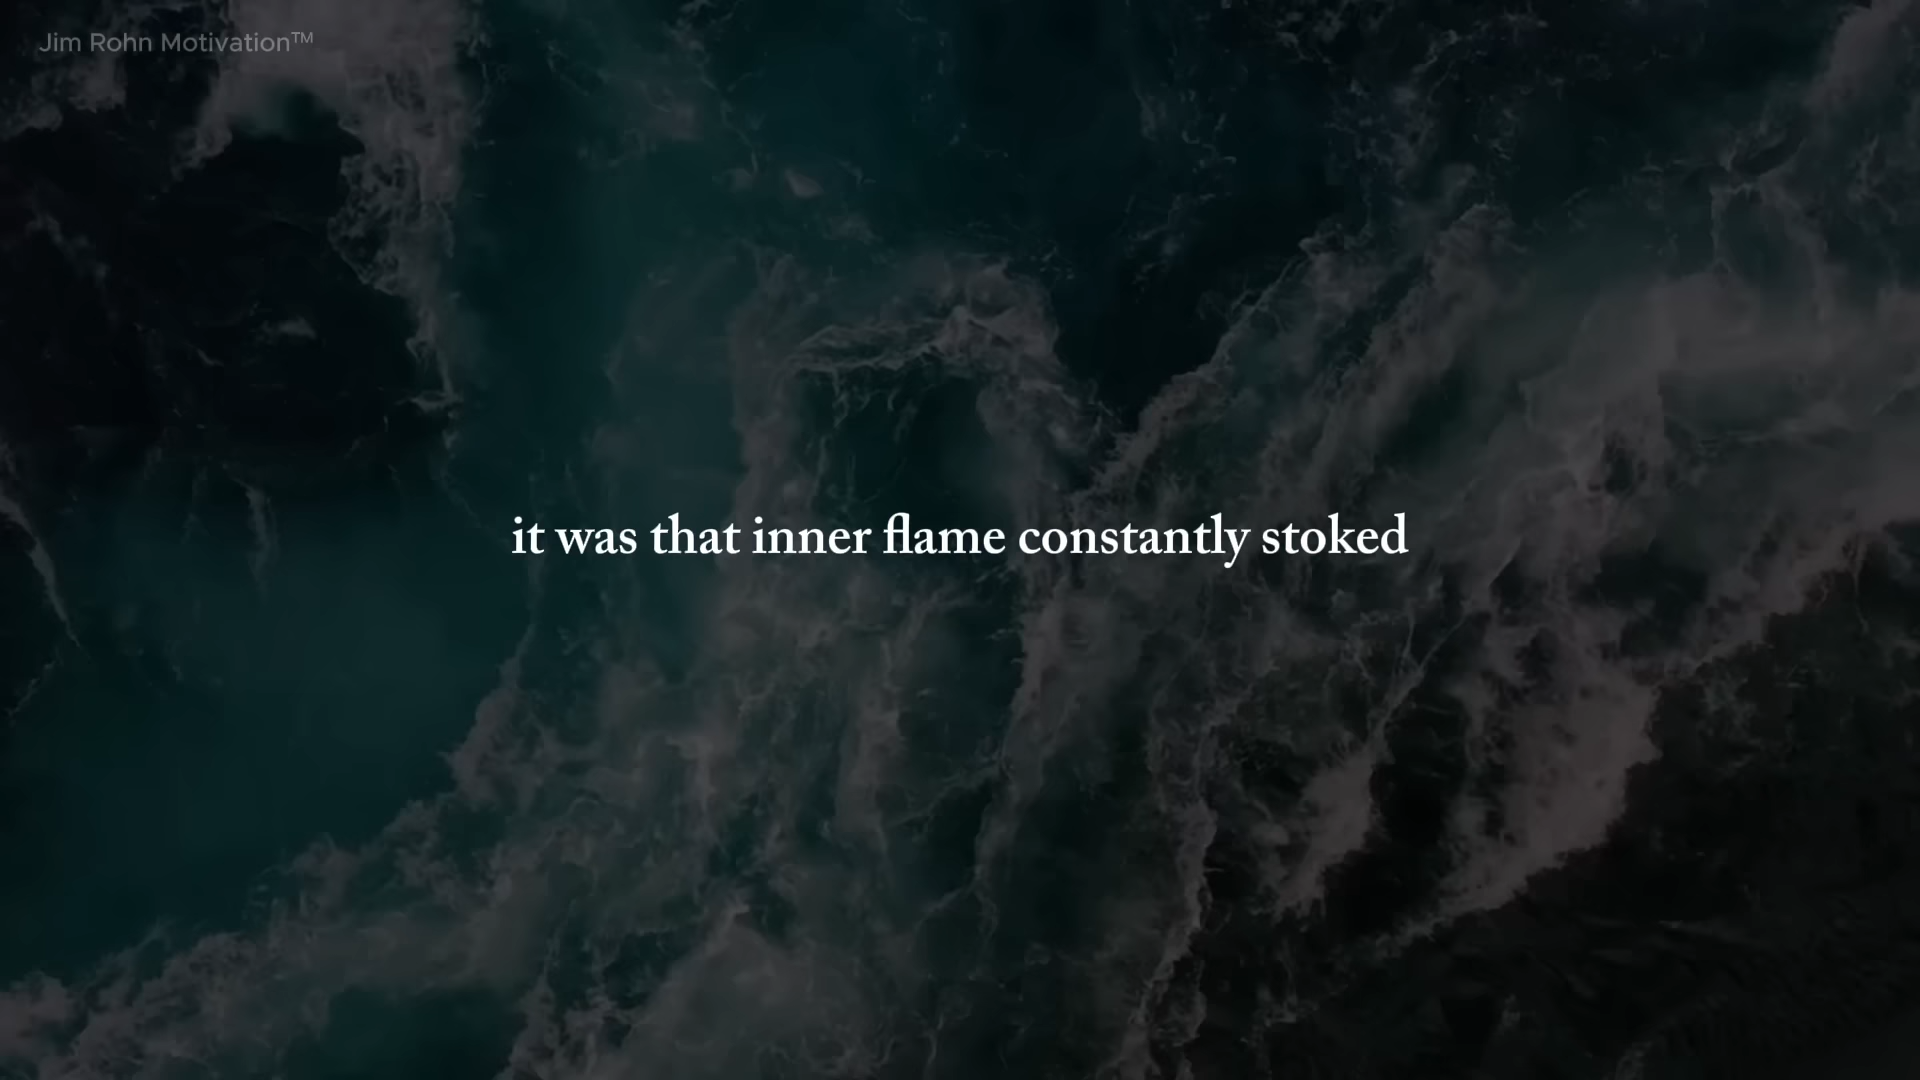 Jim Rohn Motivation™
it was that inner flame constantly stoked